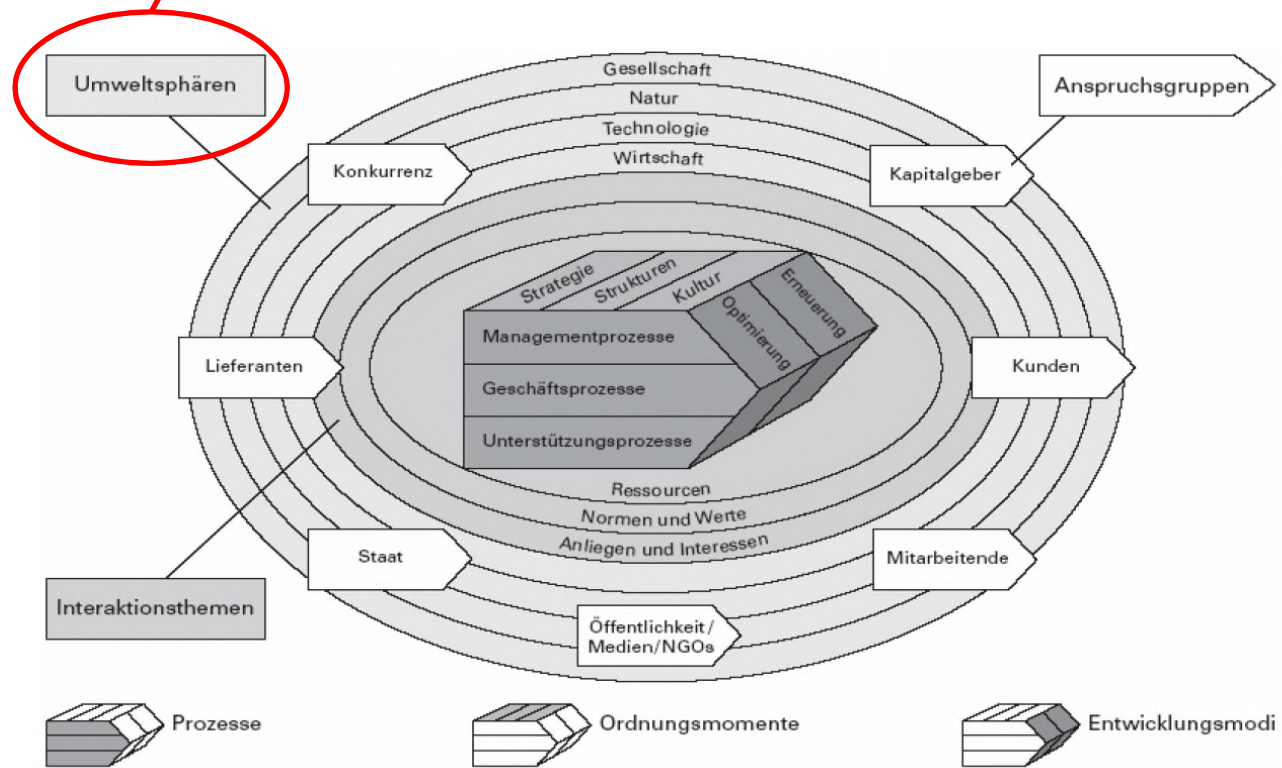 Umweltsphären
Gesellschaft
Anspruchsgruppen
Natur
Technologie
Wirtschaft
Konkurrenz
Kapitalgeber
Strategie
Strukturen
Kultur
Optimierung
Erneuerung
Managementprozesse
Lieferanten
Kunden
Geschäftsprozesse
Unterstützungsprozesse
Ressourcen
Normen und Werte
Anliegen und Interessen
Staat
Mitarbeitende
Interaktionsthemen
Öffentlichkeit/
Medien/NGOs
Prozesse
Ordnungsmomente
Entwicklungsmodi